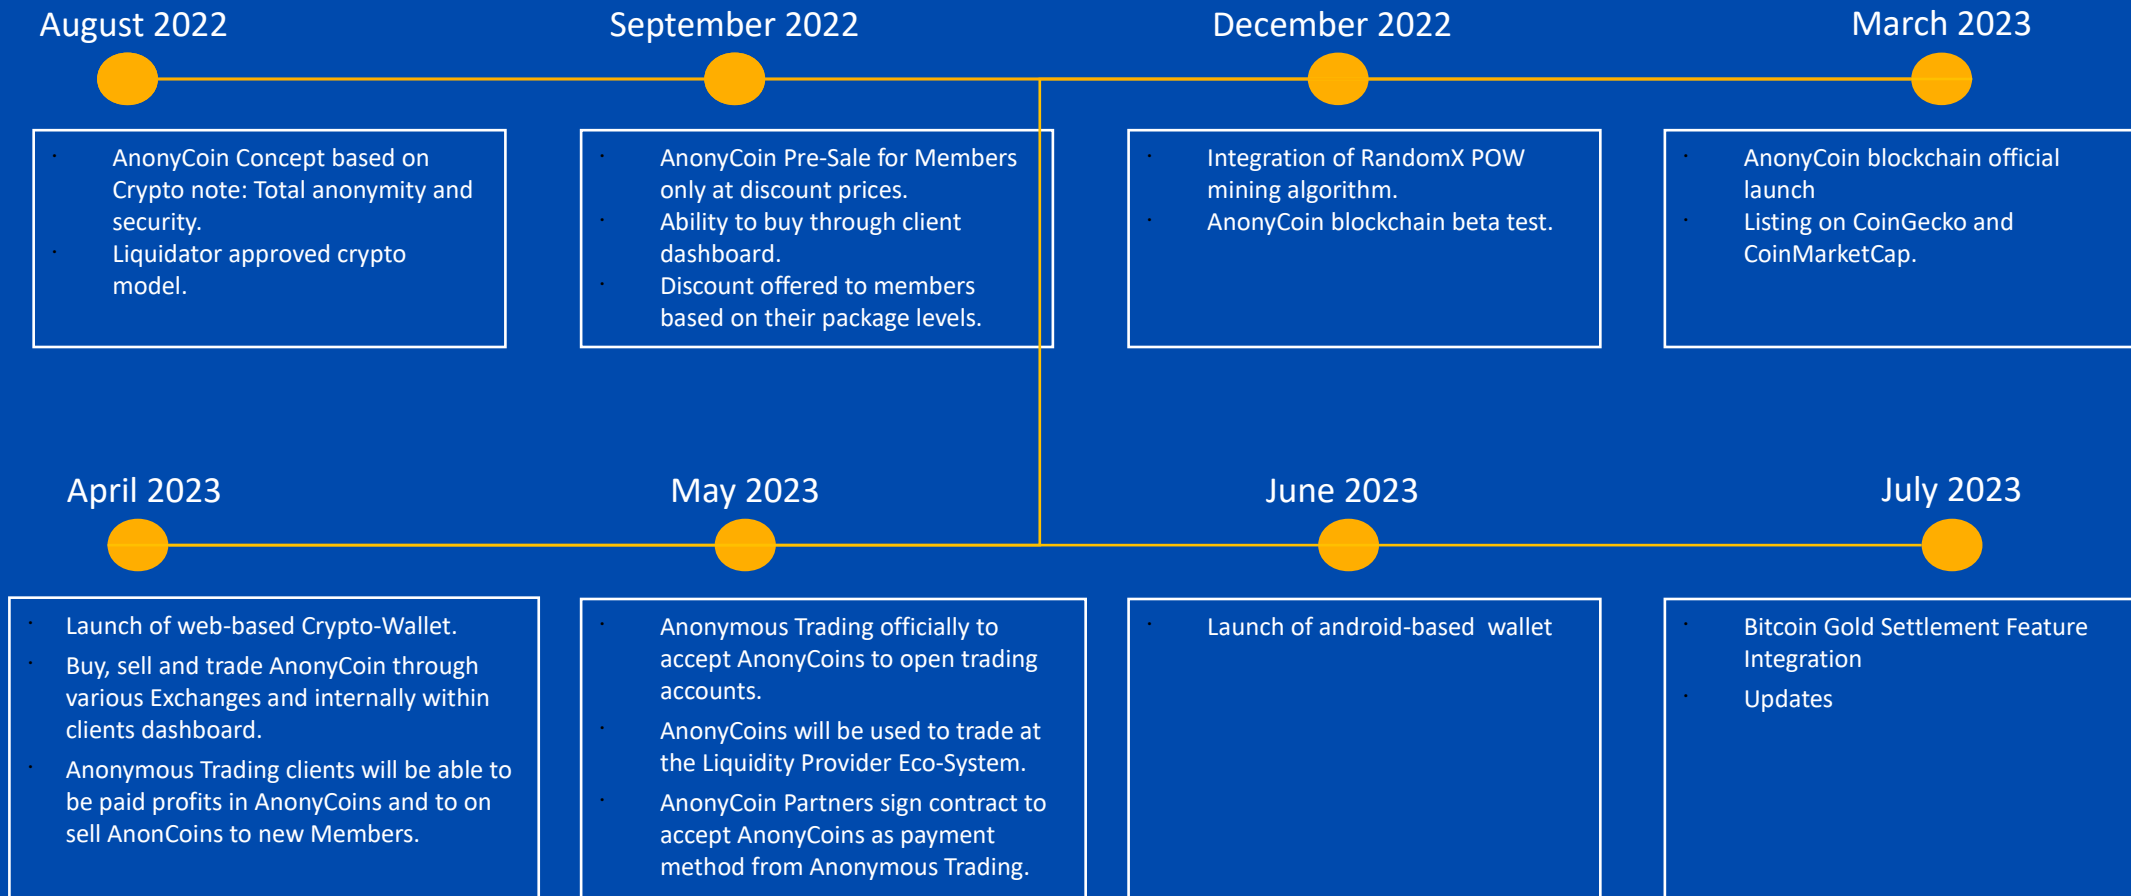 August 2022
September 2022
December 2022
March 2023
AnonyCoin Concept based on
Crypto note: Total anonymity and
security.
Liquidator approved crypto
model.
AnonyCoin Pre-Sale for Members
only at discount prices.
Ability to buy through client
dashboard.
Discount offered to members
based on their package levels.
Integration of RandomX POW
mining algorithm.
AnonyCoin blockchain beta test.
AnonyCoin blockchain official
launch
Listing on CoinGecko and
CoinMarketCap.
April 2023
May 2023
June 2023
July 2023
Launch of web-based Crypto-Wallet.
Buy, sell and trade AnonyCoin through
various Exchanges and internally within
clients dashboard.
Anonymous Trading clients will be able to
be paid profits in AnonyCoins and to on
sell AnonCoins to new Members.
Anonymous Trading officially to
accept AnonyCoins to open trading
accounts.
AnonyCoins will be used to trade at
the Liquidity Provider Eco-System.
AnonyCoin Partners sign contract to
accept AnonyCoins as payment
method from Anonymous Trading.
Launch of android-based wallet
Bitcoin Gold Settlement Feature
Integration
Updates